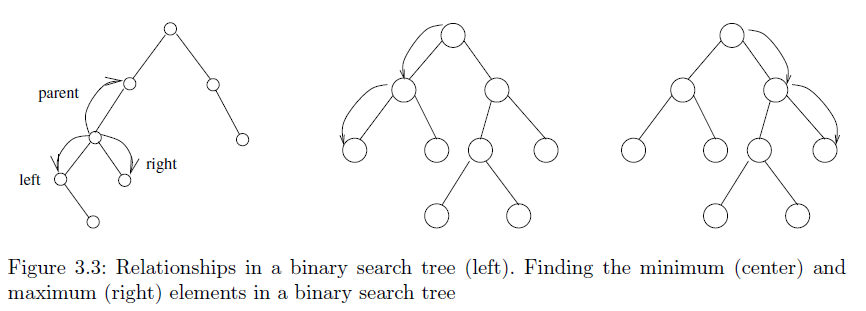 parent
right
left
Figure 3.3: Relationships in a binary search tree (left). Finding the minimum (center) and
maximum (right) elements in a binary search tree